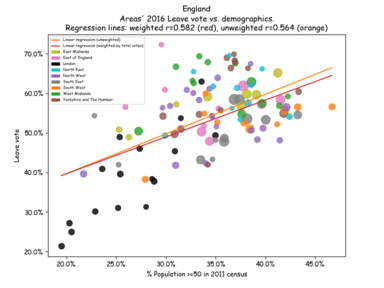 England
Areas' 2016 Leave vote vs. demographics.
Regression lines: weighted r=0.582 (red), unweighted r=0.564 (orange)
70.0%
60.0%
50.0%
40.0%
30.0%
20.0%
Leave vote
Linear regression (unweighted)
Linear regression (weighted by total votes)
East Midlands
East of England
London
North East
North West
South East
South West
West Midlands
Yorkshire and The Humber
20.0%
25.0%
30.0%
35.0%
40.0%
45.0%
% Population >=50 in 2011 census